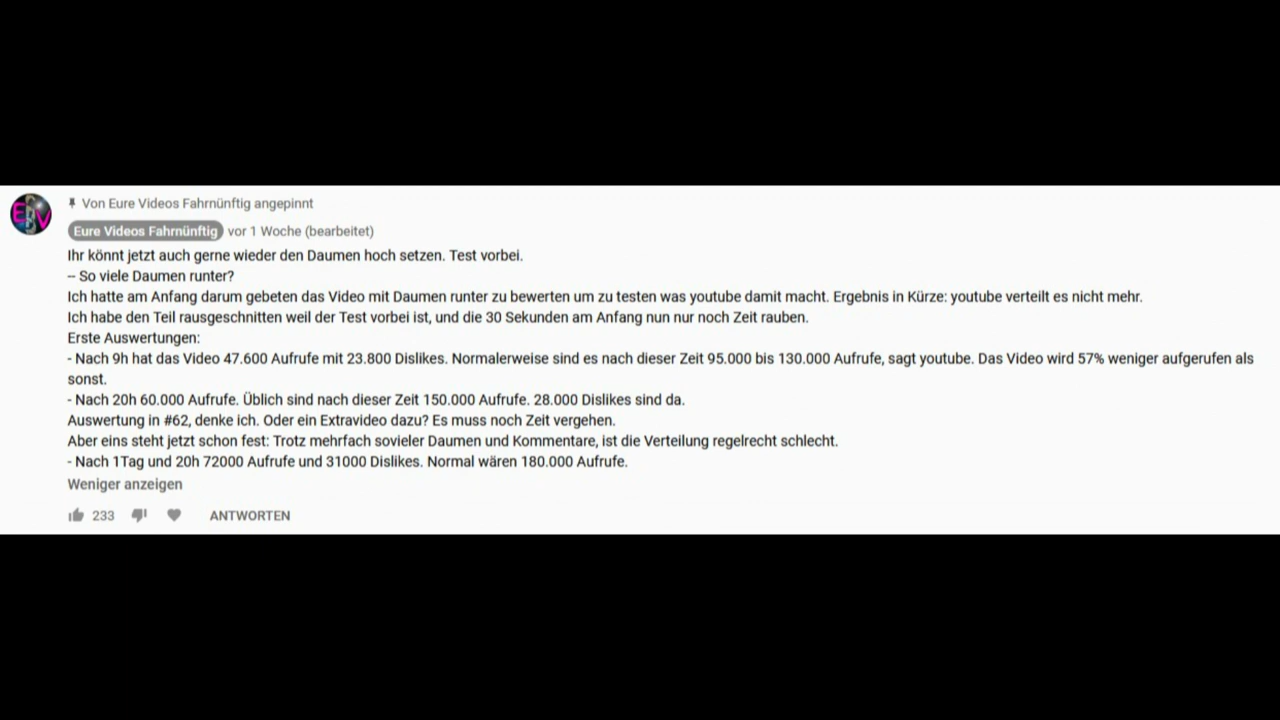 Von Eure Videos Fahrnünftig angepinnt
Eure Videos Fahrnünftig vor 1 Woche (bearbeitet)
Ihr könnt jetzt auch gerne wieder den Daumen hoch setzen. Test vorbei.
-- So viele Daumen runter?
Ich hatte am Anfang darum gebeten das Video mit Daumen runter zu bewerten um zu testen was youtube damit macht. Ergebnis in Kürze: youtube verteilt es nicht mehr.
Ich habe den Teil rausgeschnitten weil der Test vorbei ist, und die 30 Sekunden am Anfang nun nur noch Zeit rauben.
Erste Auswertungen:
- Nach 9h hat das Video 47.600 Aufrufe mit 23.800 Dislikes. Normalerweise sind es nach dieser Zeit 95.000 bis 130.000 Aufrufe, sagt youtube. Das Video wird 57% weniger aufgerufen als
sonst.
- Nach 20h 60.000 Aufrufe. Üblich sind nach dieser Zeit 150.000 Aufrufe. 28.000 Dislikes sind da.
Auswertung in #62, denke ich. Oder ein Extravideo dazu? Es muss noch Zeit vergehen.
Aber eins steht jetzt schon fest: Trotz mehrfach sovieler Daumen und Kommentare, ist die Verteilung regelrecht schlecht.
- Nach 1Tag und 20h 72000 Aufrufe und 31000 Dislikes. Normal wären 180.000 Aufrufe.
Weniger anzeigen
233 ANTWORTEN